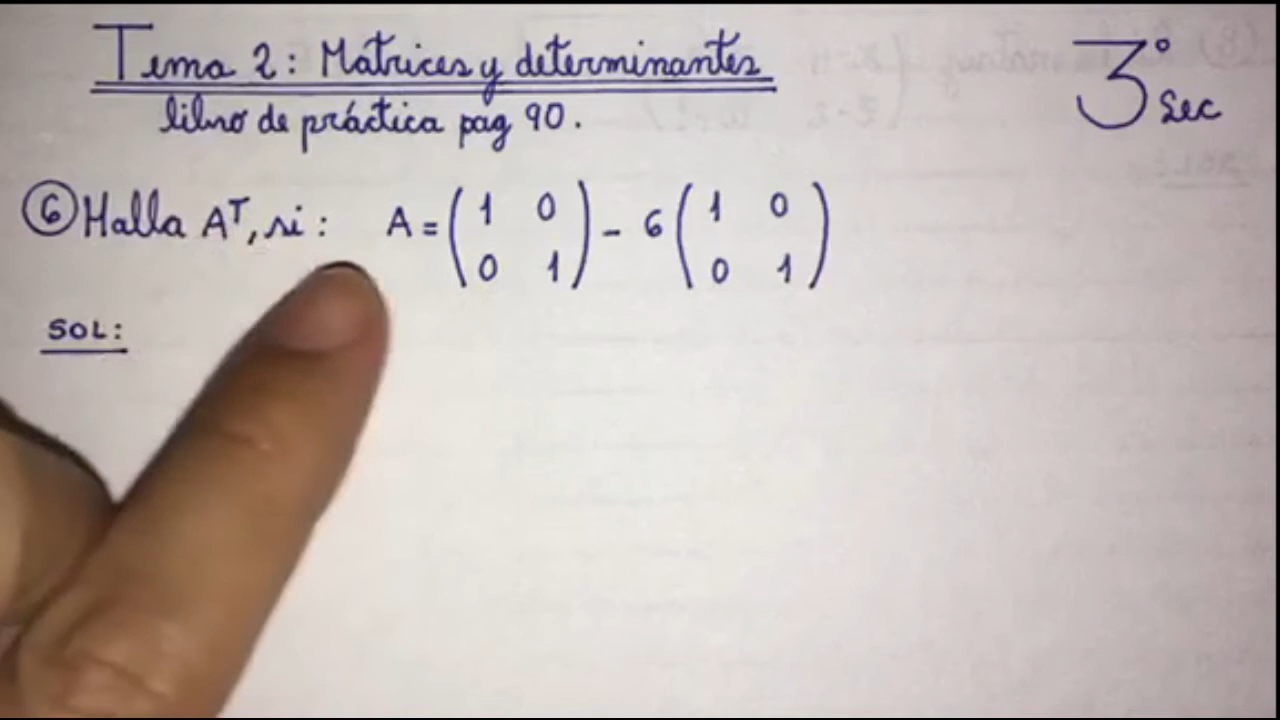 Tema 2: Matrices y determinantes
libro de práctica pag 90.
3° Sec
6 Halla Aᵀ, si: A = (1 0
0 1) - 6 (1 0
0 1)
SOL: